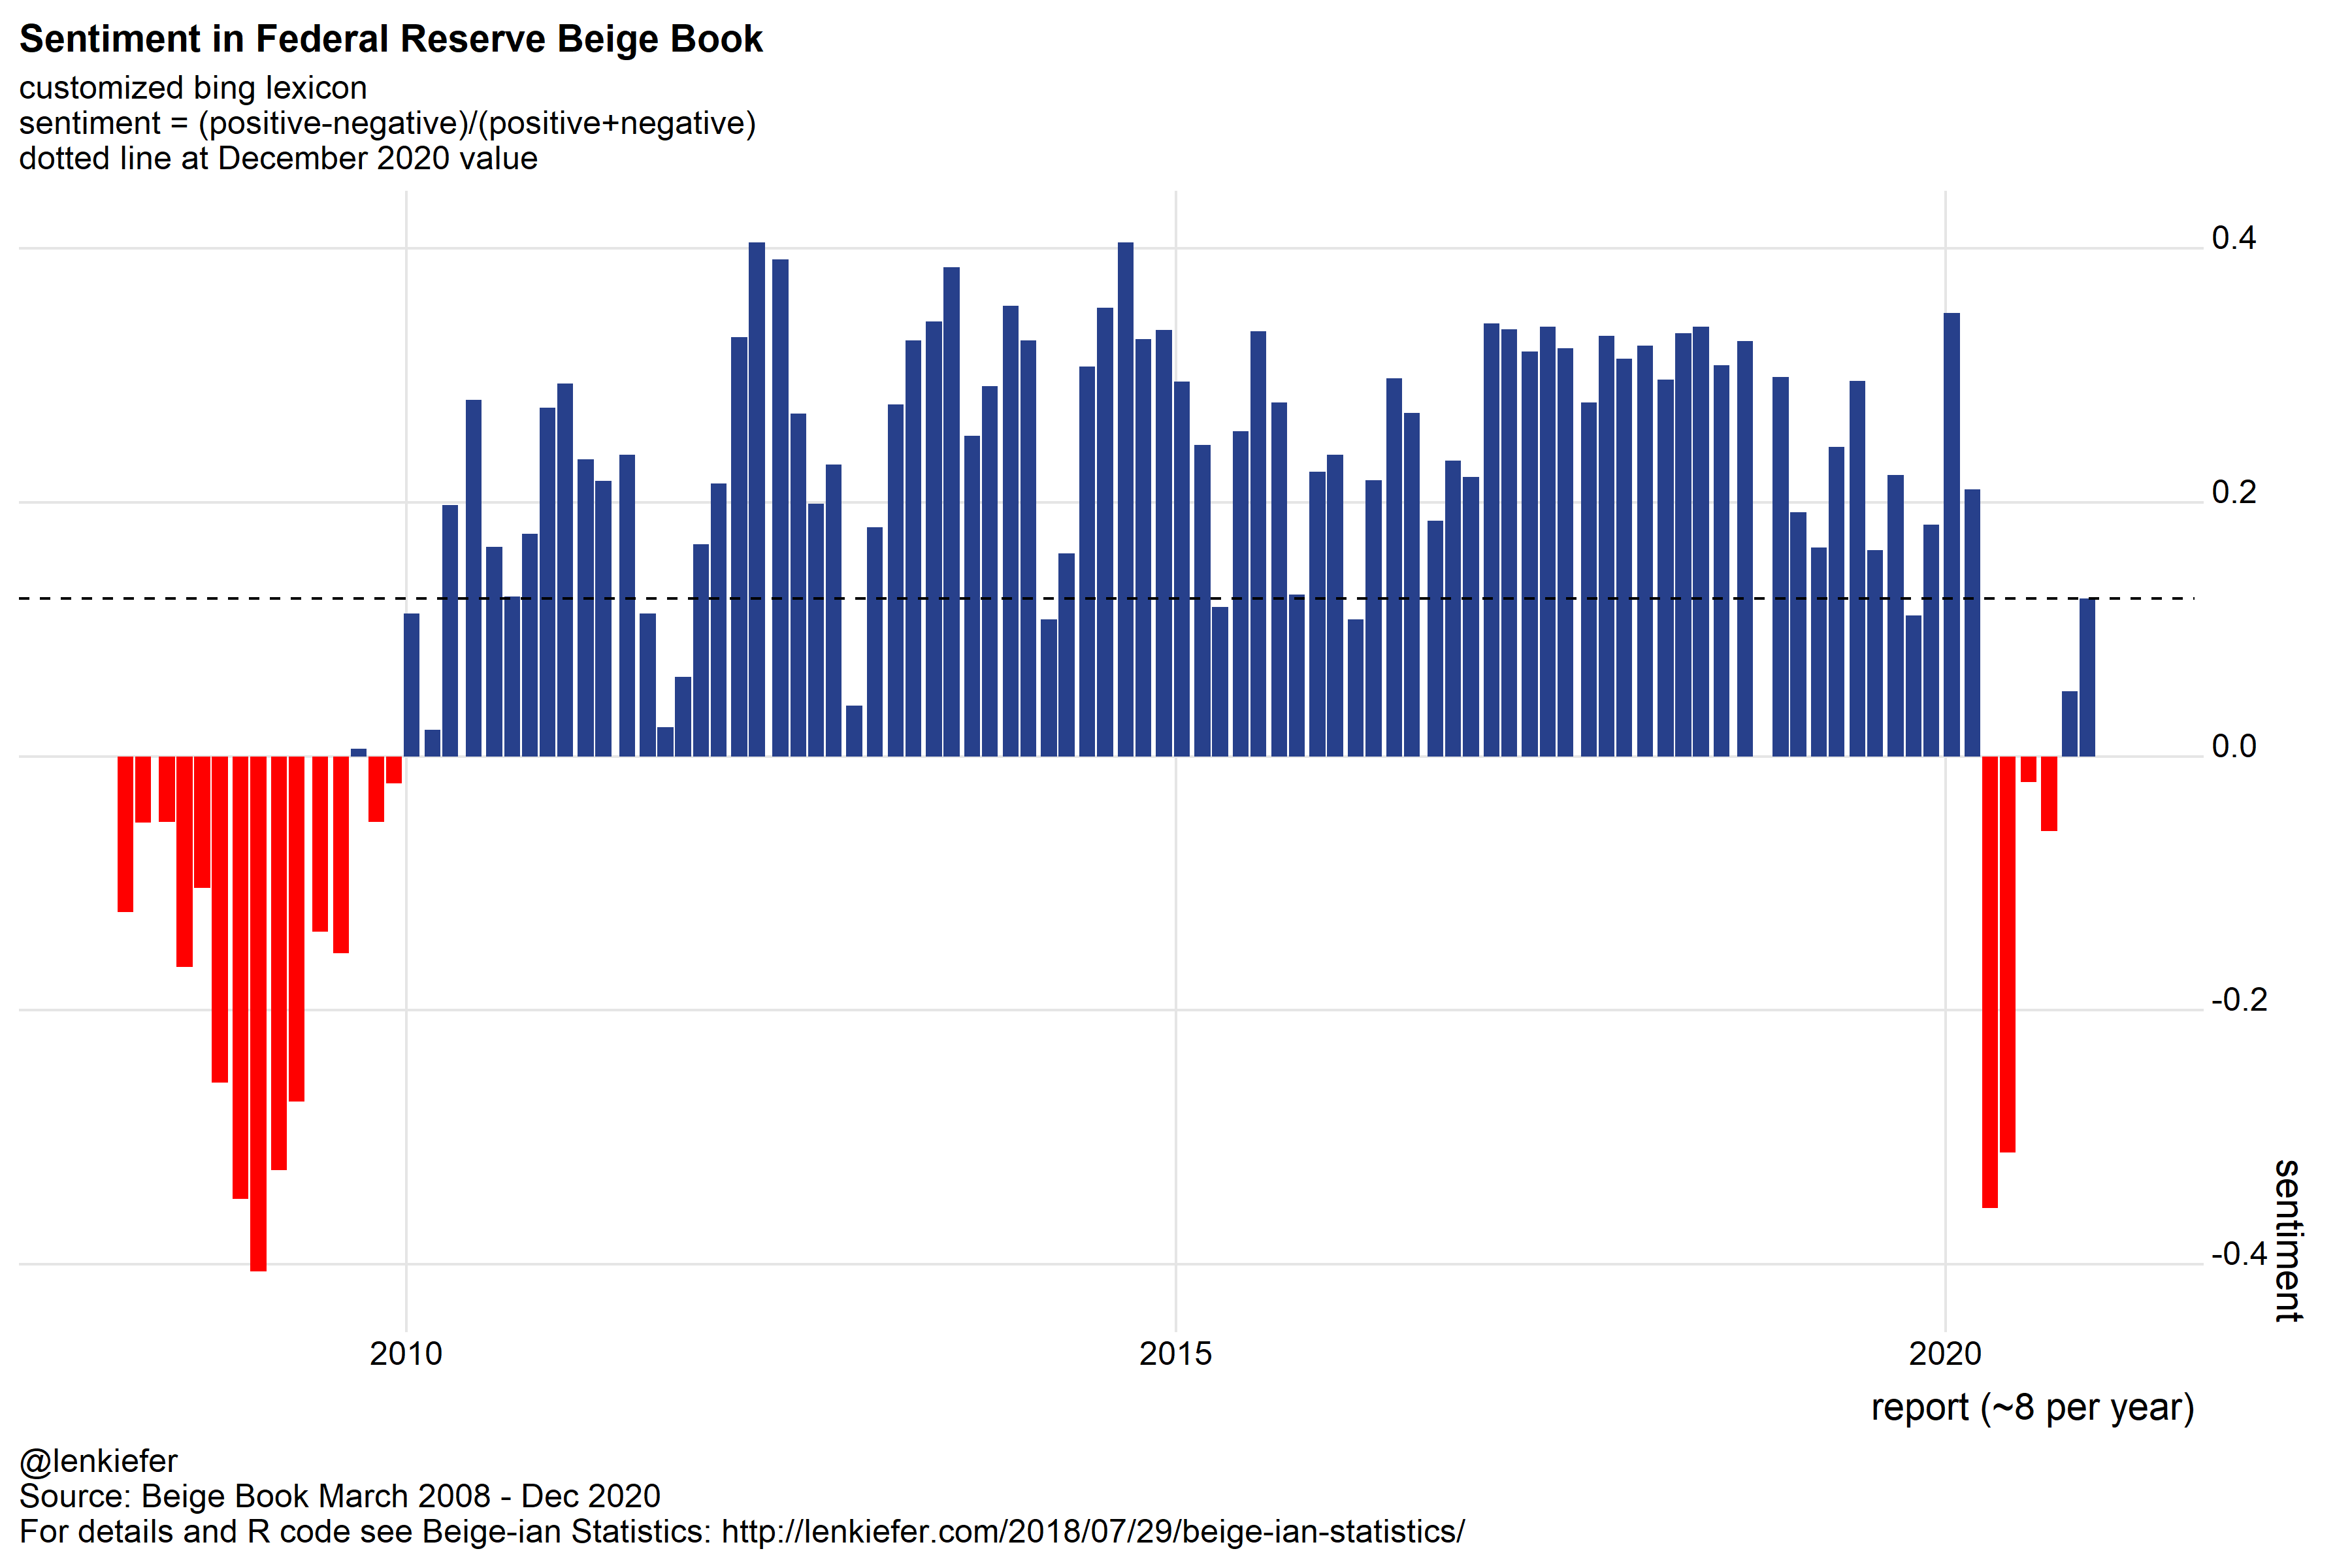 Sentiment in Federal Reserve Beige Book
customized bing lexicon
sentiment = (positive-negative)/(positive+negative)
dotted line at December 2020 value
0.4
0.2
0.0
-0.2
-0.4
sentiment
2010
2015
2020
report (~8 per year)
@lenkiefer
Source: Beige Book March 2008 - Dec 2020
For details and R code see Beige-ian Statistics: http://lenkiefer.com/2018/07/29/beige-ian-statistics/